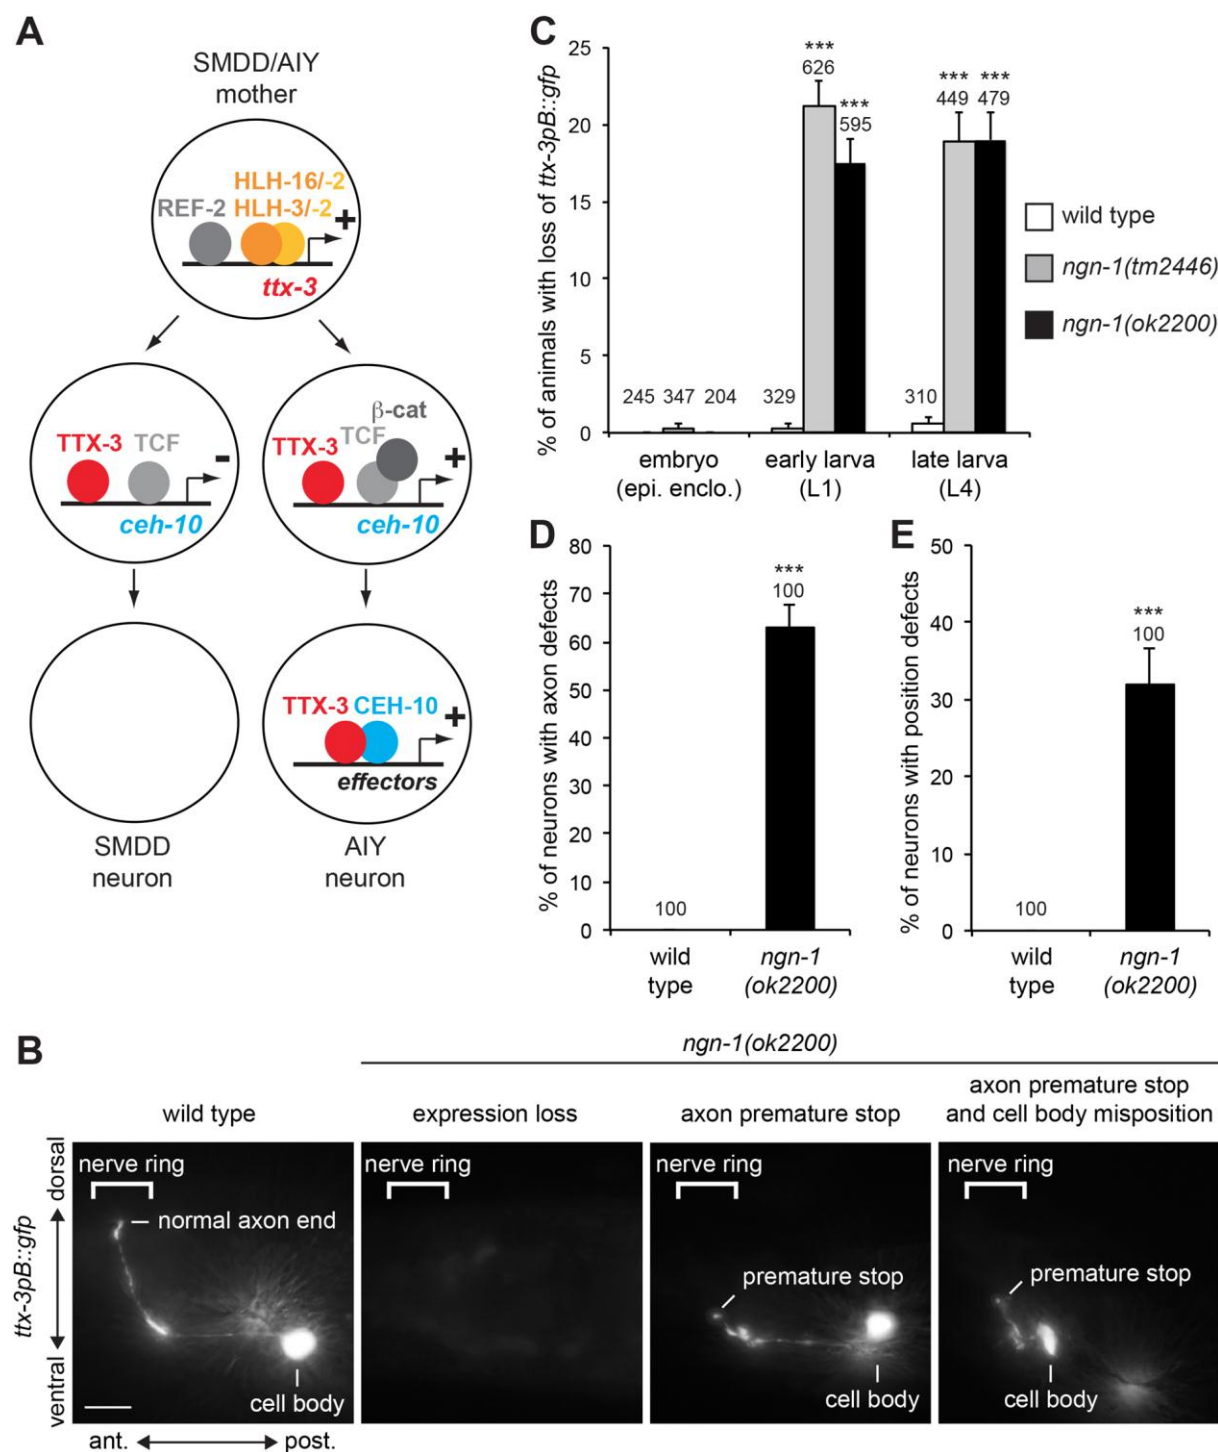 A
SMDD/AIY
mother
HLH-16/-2
REF-2 HLH-3/-2
+
ttx-3
TTX-3 TCF
-
ceh-10
β-cat
TTX-3 TCF
+
ceh-10
TTX-3 CEH-10
+
effectors
SMDD
neuron
AIY
neuron
C
% of animals with loss of ttx-3pB::gfp
25
20
15
10
5
0
245 347 204
329
***
626
***
595
310
***
449
***
479
embryo
(epi. enclo.)
early larva
(L1)
late larva
(L4)
wild type
ngn-1(tm2446)
ngn-1(ok2200)
D
% of neurons with axon defects
80
70
60
50
40
30
20
10
0
100
***
100
wild
type
ngn-1
(ok2200)
E
% of neurons with position defects
50
40
30
20
10
0
100
***
100
wild
type
ngn-1
(ok2200)
B
ngn-1(ok2200)
wild type
expression loss
axon premature stop
axon premature stop
and cell body misposition
ttx-3pB::gfp
ventral
dorsal
nerve ring
normal axon end
cell body
nerve ring
nerve ring
premature stop
cell body
nerve ring
premature stop
cell body
ant.
post.